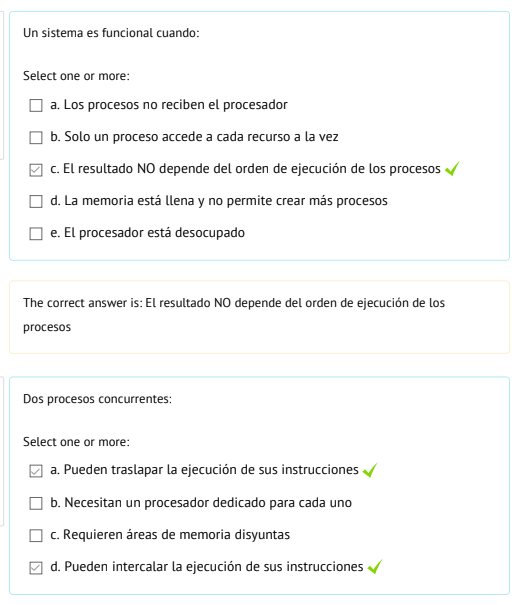 Un sistema es funcional cuando:
Select one or more:
a. Los procesos no reciben el procesador
b. Solo un proceso accede a cada recurso a la vez
c. El resultado NO depende del orden de ejecución de los procesos
d. La memoria está llena y no permite crear más procesos
e. El procesador está desocupado
The correct answer is: El resultado NO depende del orden de ejecución de los
procesos
Dos procesos concurrentes:
Select one or more:
a. Pueden traslapar la ejecución de sus instrucciones
b. Necesitan un procesador dedicado para cada uno
c. Requieren áreas de memoria disyuntas
d. Pueden intercalar la ejecución de sus instrucciones